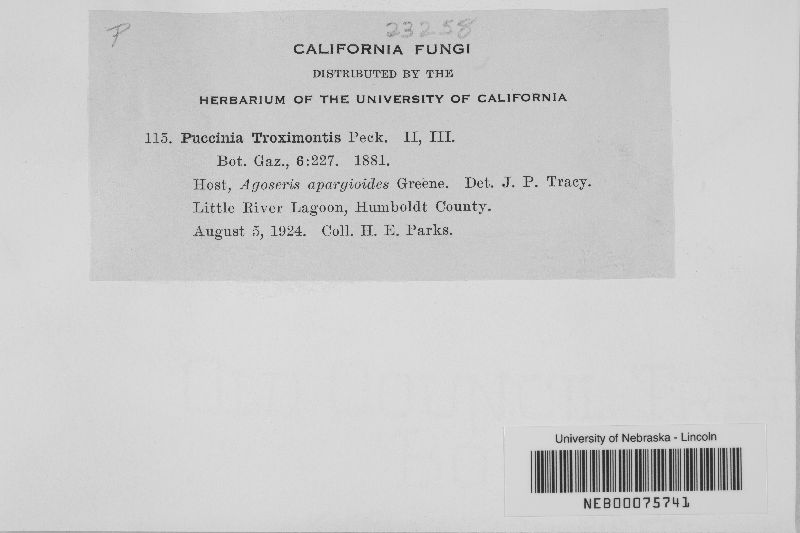 P 23258
CALIFORNIA FUNGI
DISTRIBUTED BY THE
HERBARIUM OF THE UNIVERSITY OF CALIFORNIA
115. Puccinia Troximontis Peck. II, III.
Bot. Gaz., 6:227. 1881.
Host, Agoseris apargioides Greene. Det. J. P. Tracy.
Little River Lagoon, Humboldt County.
August 5, 1924. Coll. H. E. Parks.
University of Nebraska - Lincoln
NEB00075741